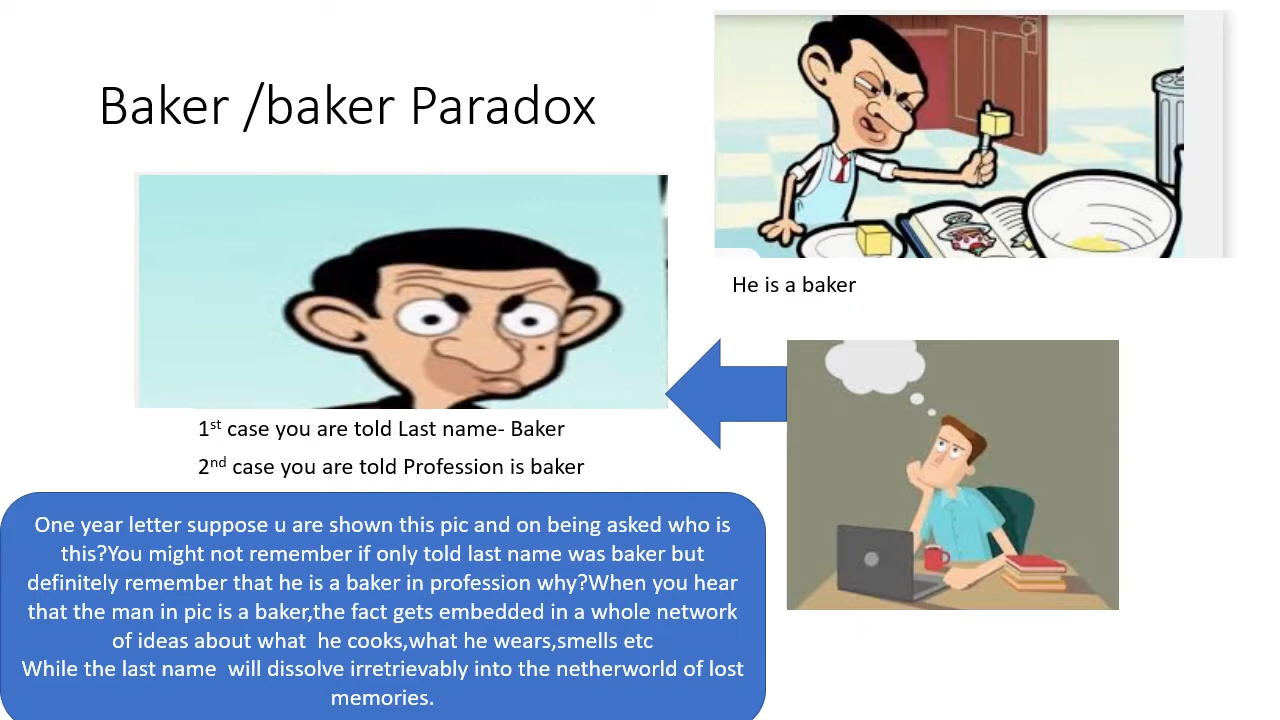 Baker /baker Paradox
He is a baker
1st case you are told Last name- Baker
2nd case you are told Profession is baker
One year letter suppose u are shown this pic and on being asked who is
this?You might not remember if only told last name was baker but
definitely remember that he is a baker in profession why?When you hear
that the man in pic is a baker,the fact gets embedded in a whole network
of ideas about what  he cooks,what he wears,smells etc
While the last name  will dissolve irretrievably into the netherworld of lost
memories.